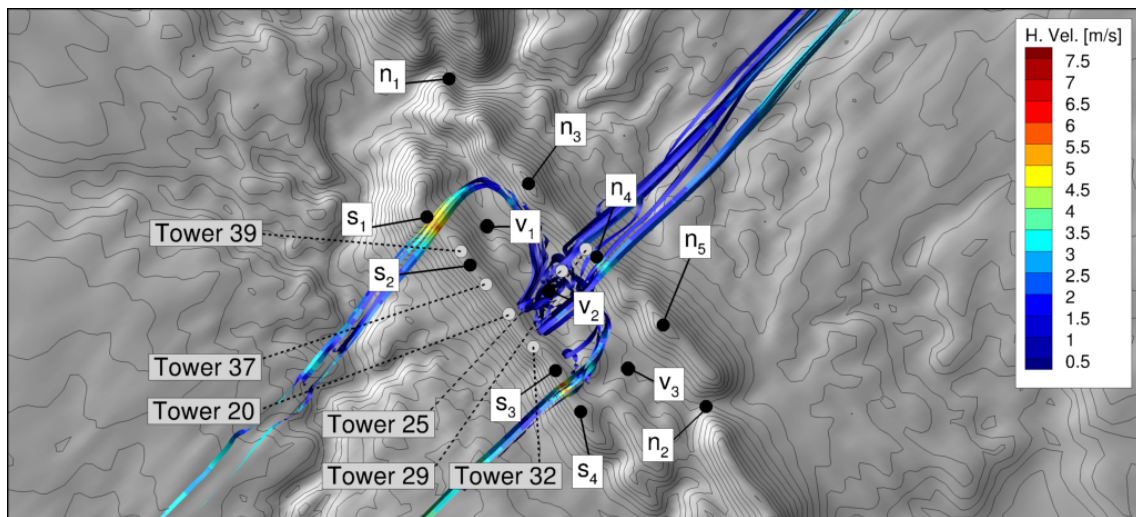 H. Vel. [m/s]
7.5
7
6.5
6
5.5
5
4.5
4
3.5
3
2.5
2
1.5
1
0.5
n₁
n₃
n₄
s₁
v₁
Tower 39
n₅
s₂
v₂
Tower 37
s₃
v₃
Tower 20
Tower 25
n₂
Tower 29
Tower 32
s₄